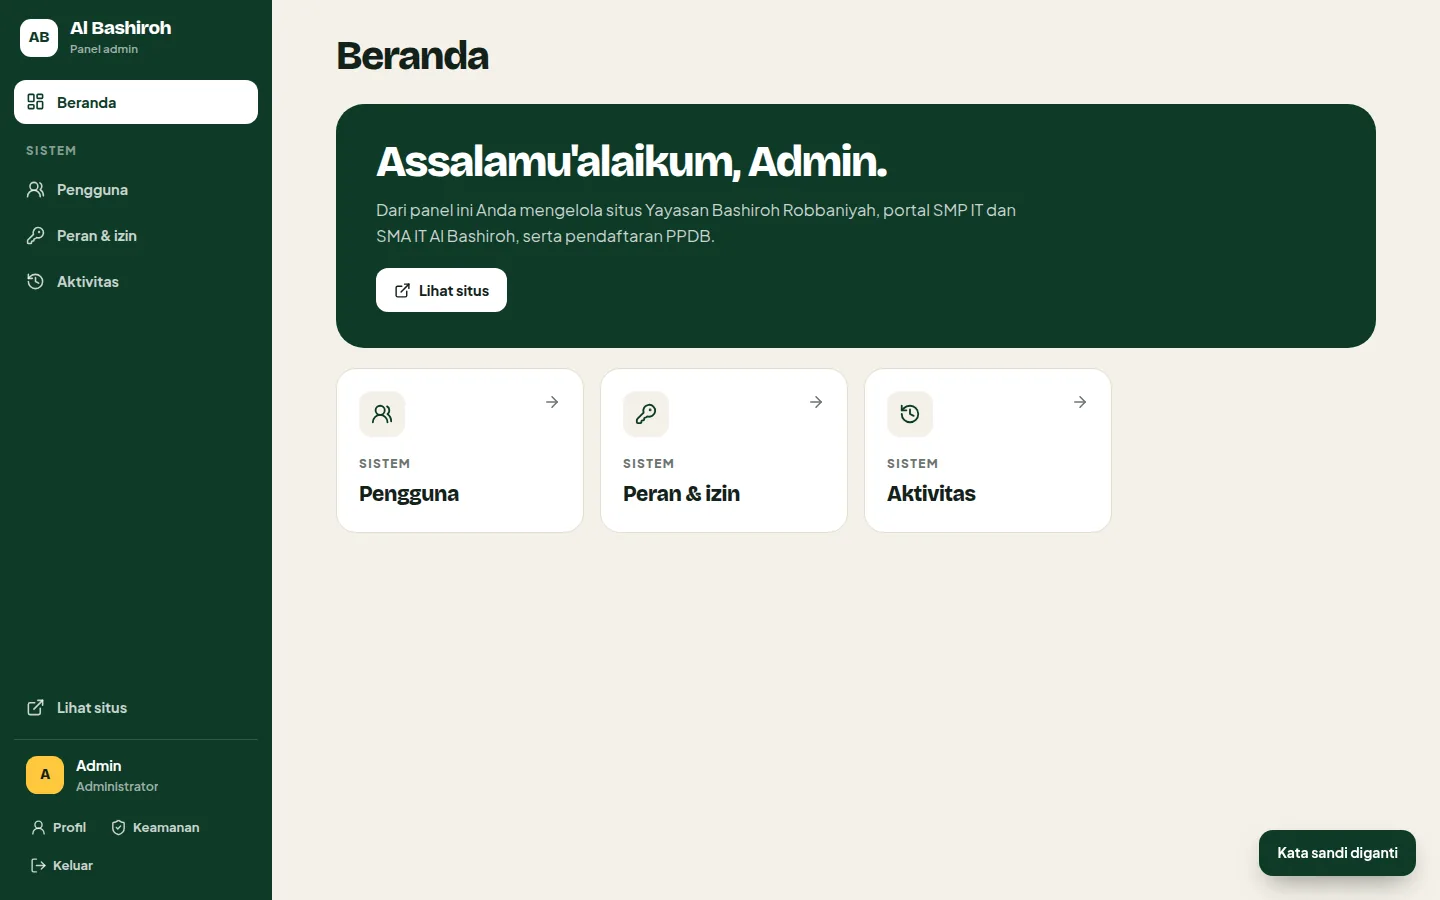 AB
Al Bashiroh
Panel admin
Beranda
SISTEM
Pengguna
Peran & izin
Aktivitas
Lihat situs
A
Admin
Administrator
Profil
Keamanan
Keluar
Beranda
Assalamu'alaikum, Admin.
Dari panel ini Anda mengelola situs Yayasan Bashiroh Robbaniyah, portal SMP IT dan
SMA IT Al Bashiroh, serta pendaftaran PPDB.
Lihat situs
SISTEM
Pengguna
SISTEM
Peran & izin
SISTEM
Aktivitas
Kata sandi diganti